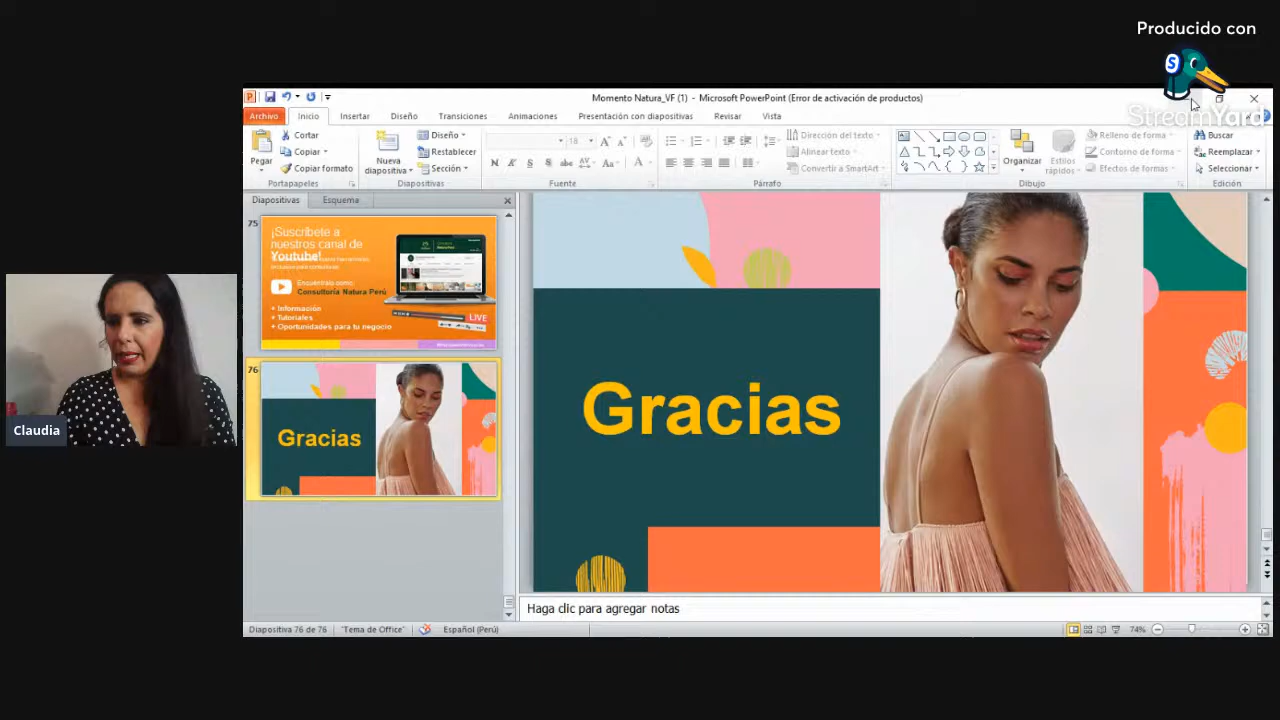 Producido con
StreamYard
Momento Natura_VF (1) - Microsoft PowerPoint (Error de activación de productos)
Archivo Inicio Insertar Diseño Transiciones Animaciones Presentación con diapositivas Revisar Vista
Pegar
Cortar
Copiar
Copiar formato
Portapapeles
Nueva diapositiva
Diseño
Restablecer
Sección
Diapositivas
18
Fuente
Dirección del texto
Alinear texto
Convertir a SmartArt
Párrafo
Organizar
Estilos rápidos
Relleno de forma
Contorno de forma
Efectos de formas
Dibujo
Buscar
Reemplazar
Seleccionar
Edición
Diapositivas Esquema
75
¡Suscríbete a
nuestros canal de
Youtube!
Encuéntralo como:
Consultoría Natura Perú
+ Información
+ Tutoriales
+ Oportunidades para tu negocio
LIVE
76
Gracias
Gracias
Claudia
Haga clic para agregar notas
Diapositiva 76 de 76 "Tema de Office" Español (Perú) 74%